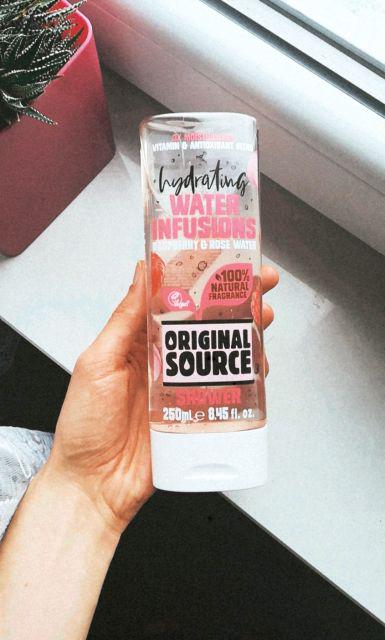 VITAMIN & ANTIOXIDANT BLEND
hydrating
WATER
INFUSIONS
RASPBERRY & ROSE WATER
100%
NATURAL
FRAGRANCE
ORIGINAL
SOURCE
SHOWER
250mL e 8.45 fl. oz.